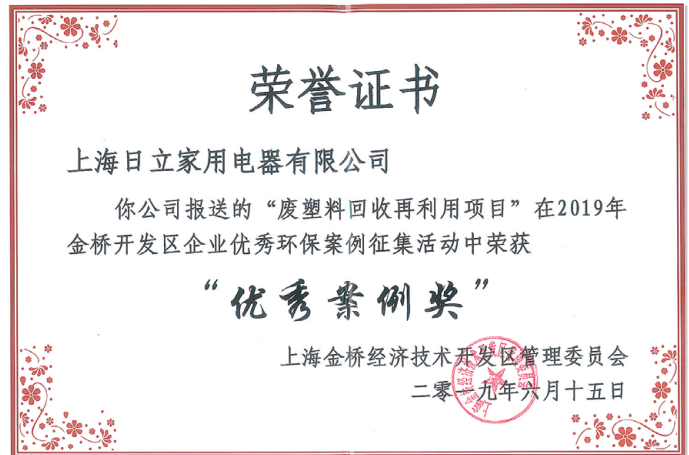 荣誉证书
上海日立家用电器有限公司
你公司报送的“废塑料回收再利用项目”在2019年
金桥开发区企业优秀环保案例征集活动中荣获
“优秀案例奖”
上海金桥经济技术开发区管理委员会
二零一九年六月十五日